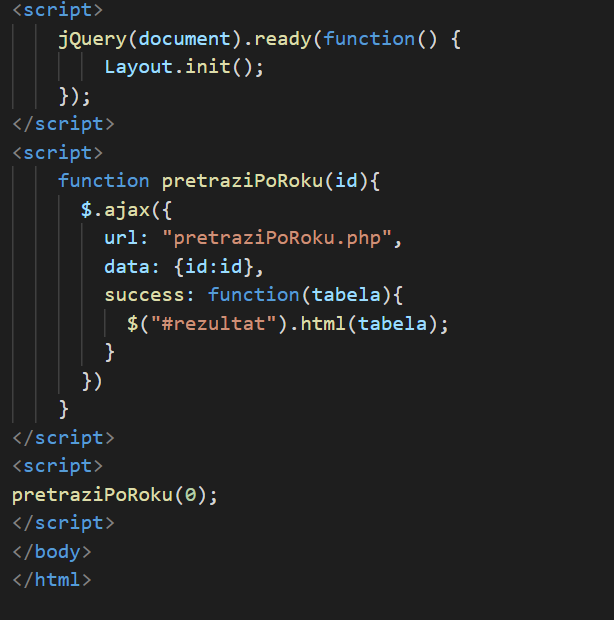 <script>
jQuery(document).ready(function() {
Layout.init();
});
</script>
<script>
function pretraziPoRoku(id){
$.ajax({
url: "pretraziPoRoku.php",
data: {id:id},
success: function(tabela){
$("#rezultat").html(tabela);
}
})
}
</script>
<script>
pretraziPoRoku(0);
</script>
</body>
</html>